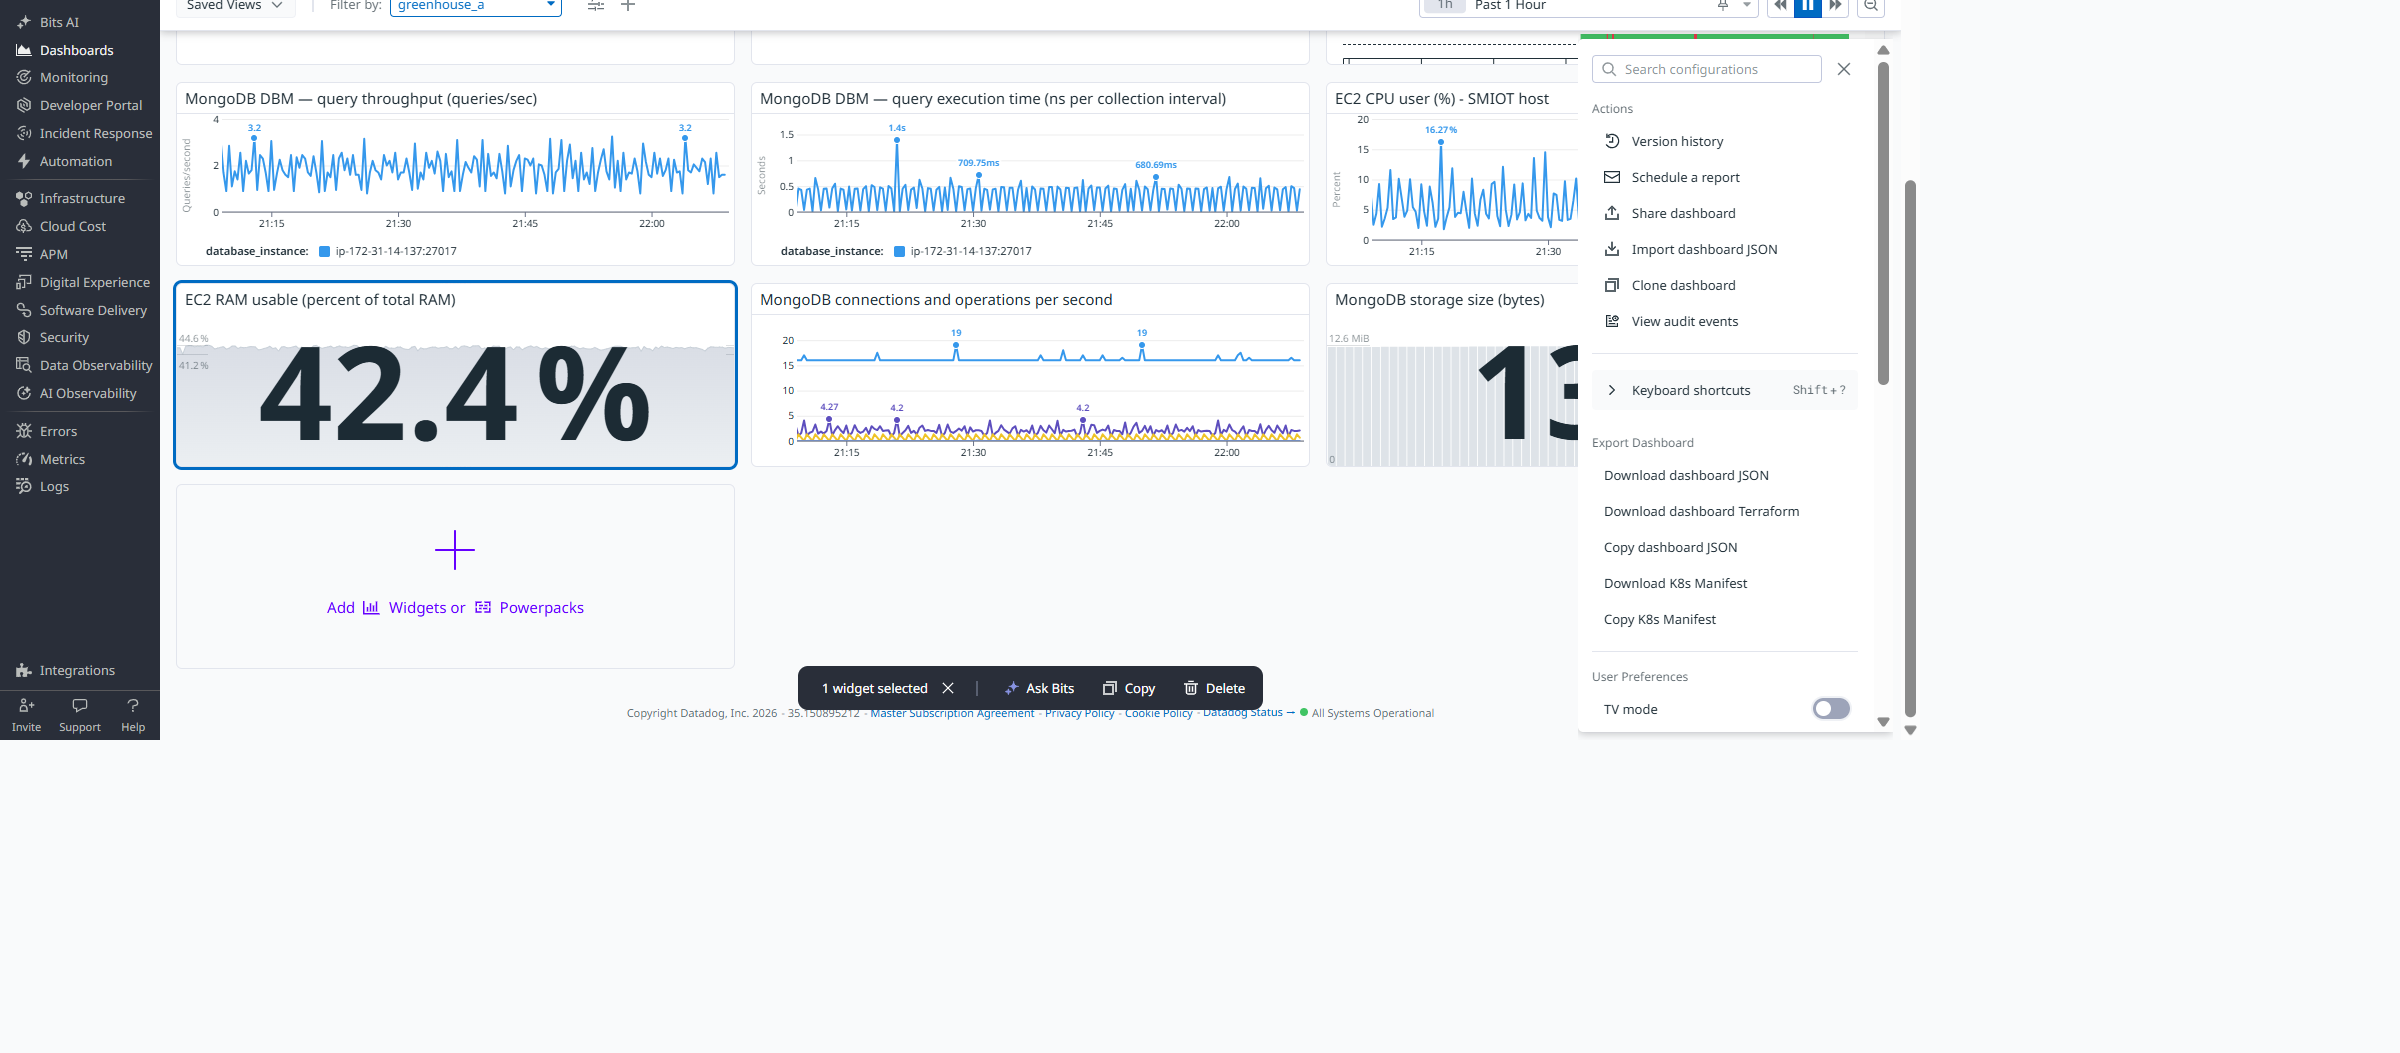 Bits AI
Dashboards
Monitoring
Developer Portal
Incident Response
Automation
Infrastructure
Cloud Cost
APM
Digital Experience
Software Delivery
Security
Data Observability
AI Observability
Errors
Metrics
Logs
Integrations
Invite Support Help
Saved Views Filter by: greenhouse_a
1h Past 1 Hour
MongoDB DBM — query throughput (queries/sec)
Queries/second
4
2
0
3.2 3.2
21:15 21:30 21:45 22:00
database_instance: ip-172-31-14-137:27017
MongoDB DBM — query execution time (ns per collection interval)
Seconds
1.5
1
0.5
0
1.4s 709.75ms 680.69ms
21:15 21:30 21:45 22:00
database_instance: ip-172-31-14-137:27017
EC2 CPU user (%) - SMIOT host
Percent
20
15
10
5
0
16.27%
21:15 21:30
EC2 RAM usable (percent of total RAM)
44.6%
41.2%
42.4%
MongoDB connections and operations per second
20
15
10
5
0
19 19
4.27 4.2 4.2
21:15 21:30 21:45 22:00
MongoDB storage size (bytes)
12.6 MiB
0
13
Add Widgets or Powerpacks
1 widget selected Ask Bits Copy Delete
Copyright Datadog, Inc. 2026 - 35.150895212 - Master Subscription Agreement - Privacy Policy - Cookie Policy - Datadog Status → All Systems Operational
Search configurations
Actions
Version history
Schedule a report
Share dashboard
Import dashboard JSON
Clone dashboard
View audit events
Keyboard shortcuts Shift+?
Export Dashboard
Download dashboard JSON
Download dashboard Terraform
Copy dashboard JSON
Download K8s Manifest
Copy K8s Manifest
User Preferences
TV mode